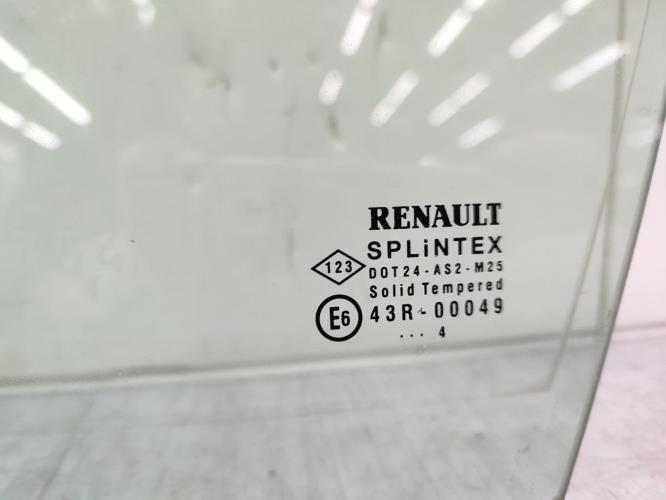 RENAULT
SPLiNTEX
123
DOT24-AS2-M25
Solid Tempered
E6
43R-00049
... 4